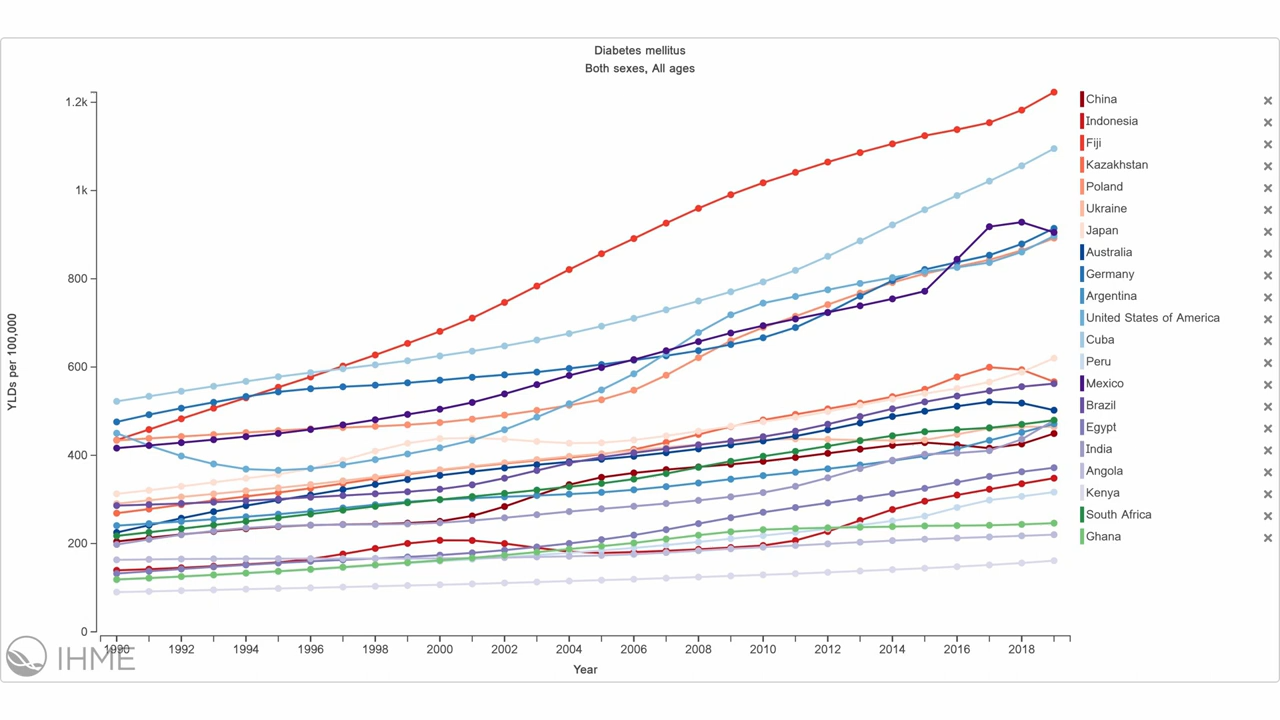 Diabetes mellitus
Both sexes, All ages
YLDs per 100,000
1.2k
1k
800
600
400
200
0
1990 1992 1994 1996 1998 2000 2002 2004 2006 2008 2010 2012 2014 2016 2018
Year
IHME
China
Indonesia
Fiji
Kazakhstan
Poland
Ukraine
Japan
Australia
Germany
Argentina
United States of America
Cuba
Peru
Mexico
Brazil
Egypt
India
Angola
Kenya
South Africa
Ghana